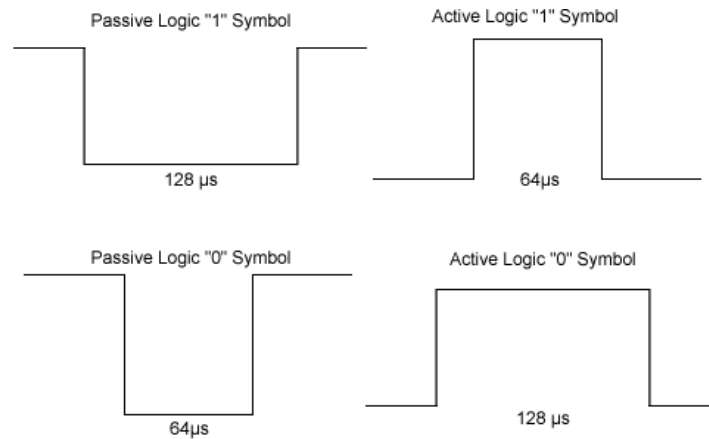 Passive Logic "1" Symbol
Active Logic "1" Symbol
128 µs
64µs
Passive Logic "0" Symbol
Active Logic "0" Symbol
64µs
128 µs